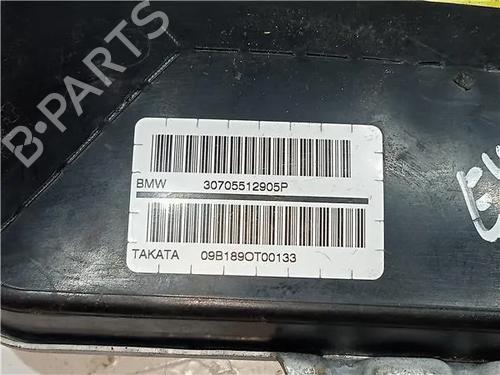 B-PARTS
BMW 30705512905P
TAKATA 09B189OT00133